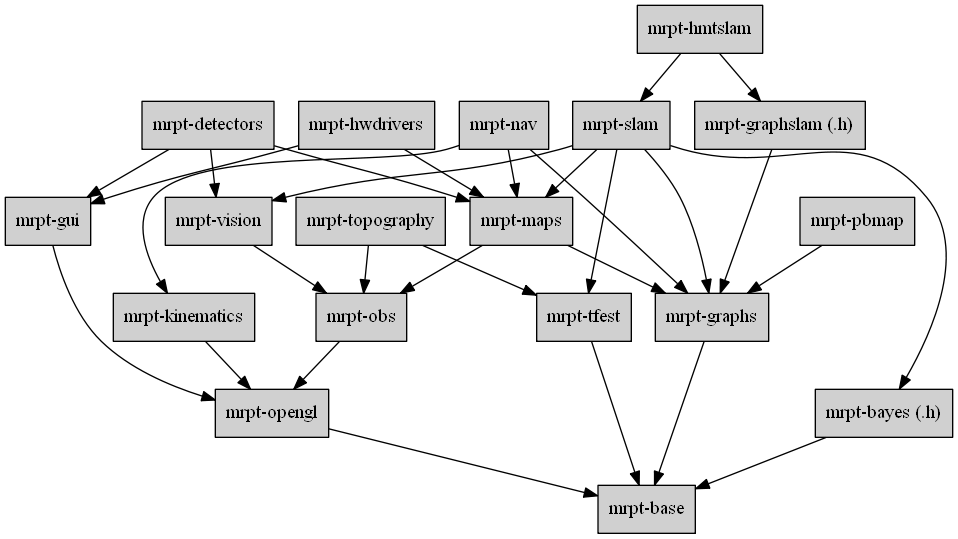 mrpt-hmtslam
mrpt-detectors
mrpt-hwdrivers
mrpt-nav
mrpt-slam
mrpt-graphslam (.h)
mrpt-gui
mrpt-vision
mrpt-topography
mrpt-maps
mrpt-pbmap
mrpt-kinematics
mrpt-obs
mrpt-tfest
mrpt-graphs
mrpt-opengl
mrpt-bayes (.h)
mrpt-base